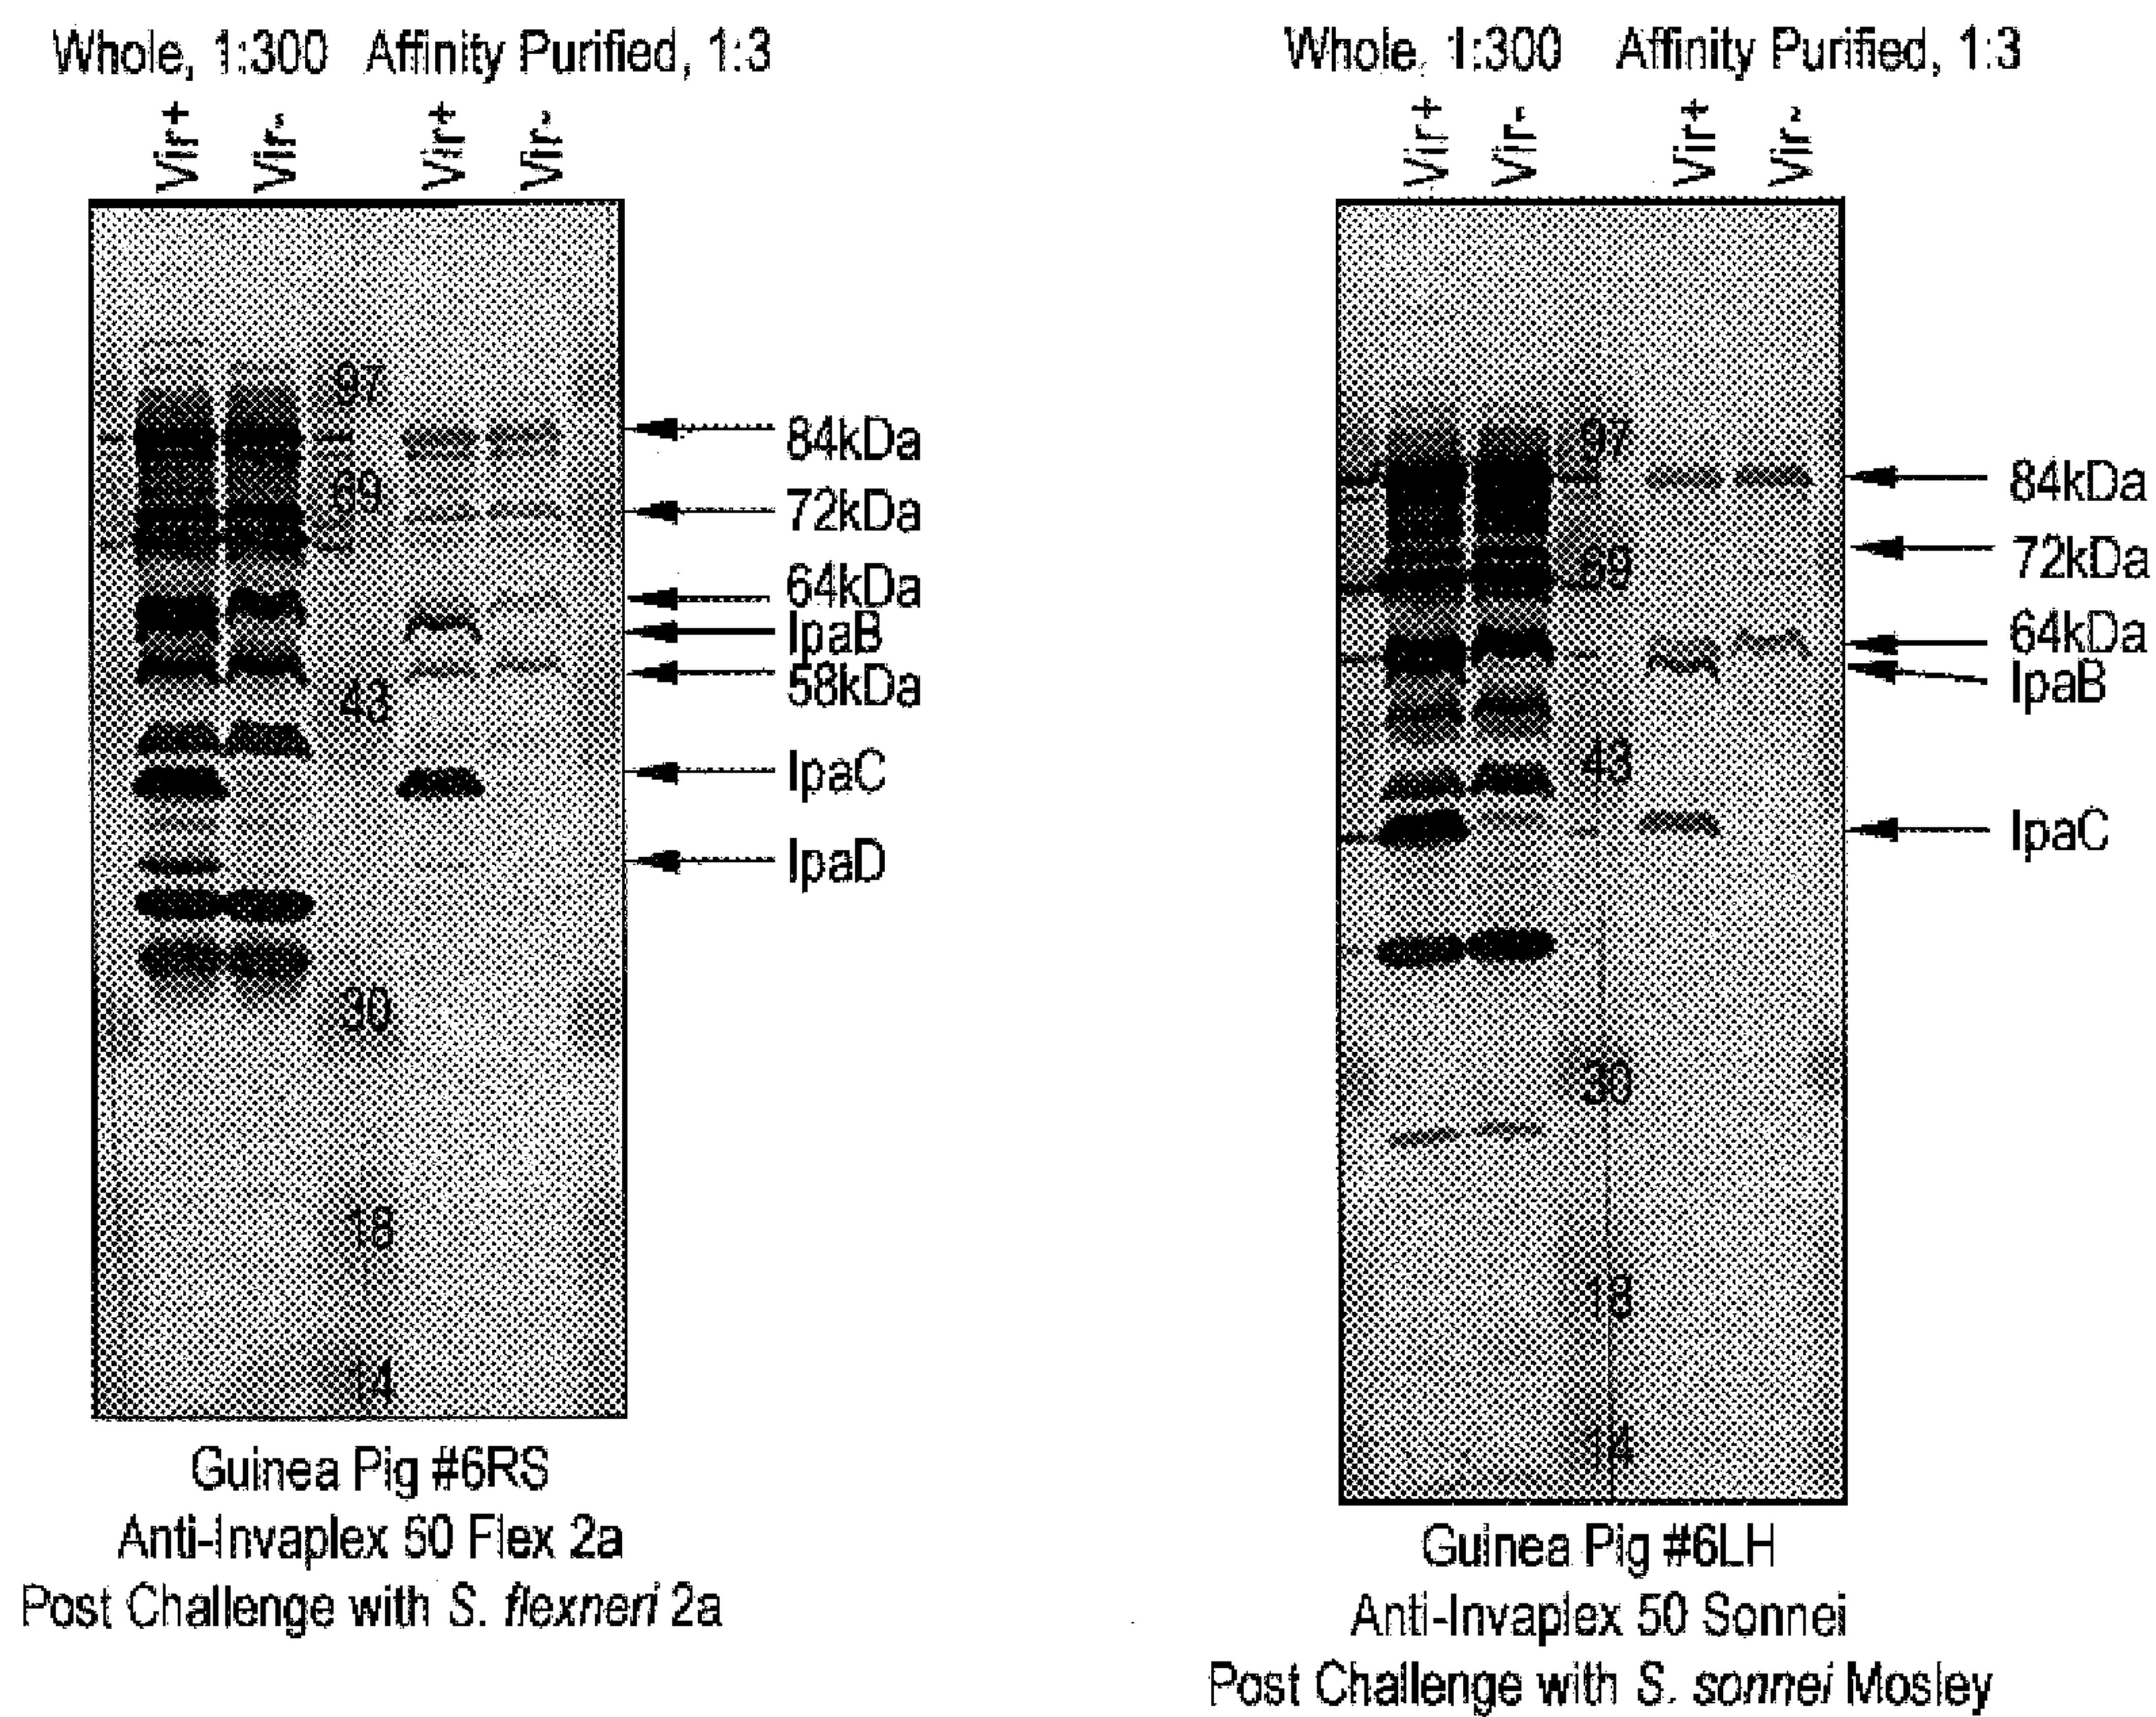 Whole, 1:300 Affinity Purified, 1:3
Vir+ Vir- Vir+ Vir-
97
69
43
30
18
14
84kDa
72kDa
64kDa
IpaB
58kDa
IpaC
IpaD
Guinea Pig #6RS
Anti-Invaplex 50 Flex 2a
Post Challenge with S. flexneri 2a
Whole, 1:300 Affinity Purified, 1:3
Vir+ Vir- Vir+ Vir-
97
69
43
30
18
14
84kDa
72kDa
64kDa
IpaB
IpaC
Guinea Pig #6LH
Anti-Invaplex 50 Sonnei
Post Challenge with S. sonnei Mosley